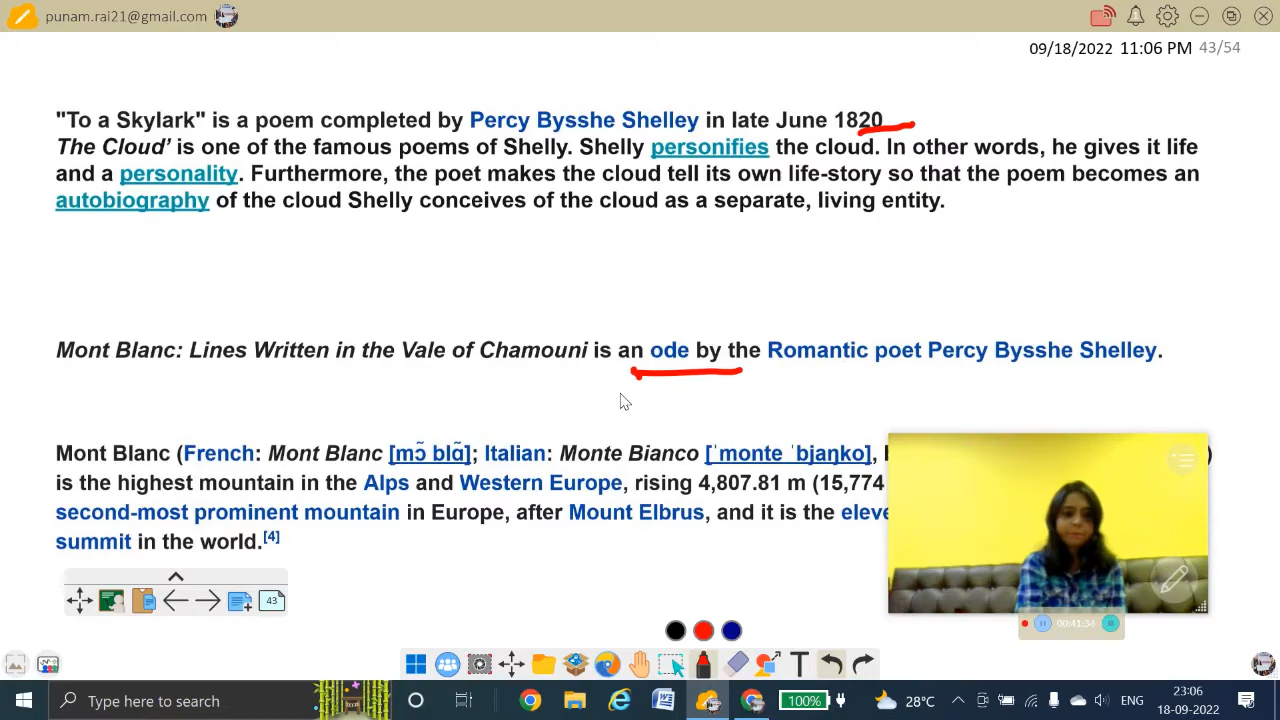 punam.rai21@gmail.com
09/18/2022 11:06 PM 43/54
"To a Skylark" is a poem completed by Percy Bysshe Shelley in late June 1820
The Cloud' is one of the famous poems of Shelly. Shelly personifies the cloud. In other words, he gives it life
and a personality. Furthermore, the poet makes the cloud tell its own life-story so that the poem becomes an
autobiography of the cloud Shelly conceives of the cloud as a separate, living entity.
Mont Blanc: Lines Written in the Vale of Chamouni is an ode by the Romantic poet Percy Bysshe Shelley.
Mont Blanc (French: Mont Blanc [mɔ̃ blɑ̃]; Italian: Monte Bianco [ˈmonte ˈbjaŋko], )
is the highest mountain in the Alps and Western Europe, rising 4,807.81 m (15,774
second-most prominent mountain in Europe, after Mount Elbrus, and it is the
summit in the world.[4]
43
00:41:34
T
Type here to search
100%
28°C
ENG
23:06
18-09-2022